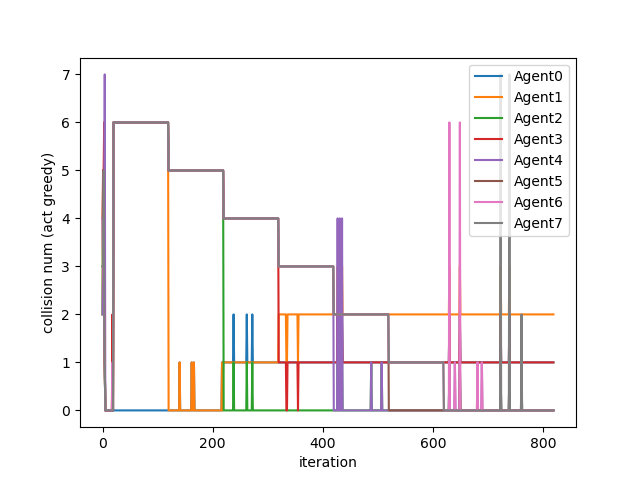 7
6
5
4
3
2
1
0
collision num (act greedy)
0
200
400
600
800
iteration
Agent0
Agent1
Agent2
Agent3
Agent4
Agent5
Agent6
Agent7